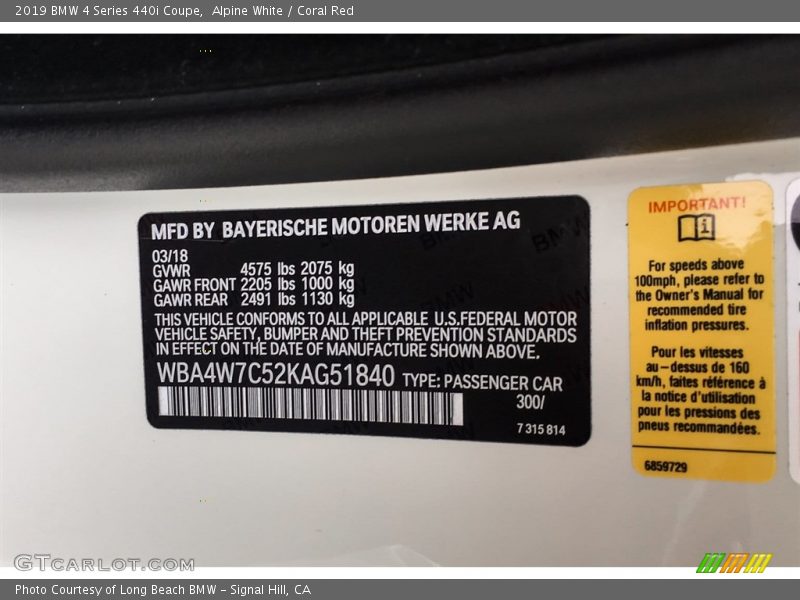 2019 BMW 4 Series 440i Coupe,  Alpine White / Coral Red
MFD BY BAYERISCHE MOTOREN WERKE AG
03/18
GVWR 4575 lbs 2075 kg
GAWR FRONT 2205 lbs 1000 kg
GAWR REAR 2491 lbs 1130 kg
THIS VEHICLE CONFORMS TO ALL APPLICABLE U.S.FEDERAL MOTOR
VEHICLE SAFETY, BUMPER AND THEFT PREVENTION STANDARDS
IN EFFECT ON THE DATE OF MANUFACTURE SHOWN ABOVE.
WBA4W7C52KAG51840 TYPE: PASSENGER CAR
300/
7 315 814
IMPORTANT!
For speeds above
100mph, please refer to
the Owner's Manual for
recommended tire
inflation pressures.
Pour les vitesses
au-dessus de 160
km/h, faites référence à
la notice d'utilisation
pour les pressions des
pneus recommandées.
6859729
GTCARLOT.COM
Photo Courtesy of Long Beach BMW - Signal Hill, CA